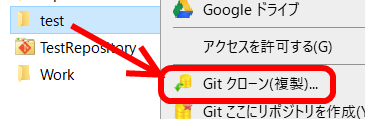 test
TestRepository
Work
Google ドライブ
アクセスを許可する(G)
Git クローン(複製)...
Git ここにリポジトリを作成(Y)